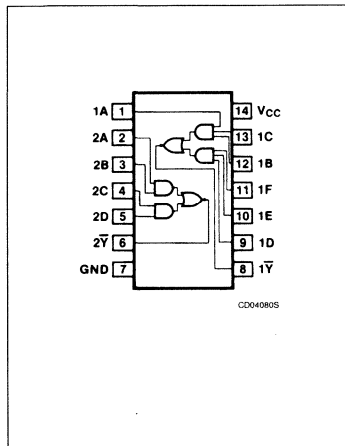 1A 1 14 VCC
2A 2 13 1C
2B 3 12 1B
2C 4 11 1F
2D 5 10 1E
2Y̅ 6 9 1D
GND 7 8 1Y̅
CD04080S